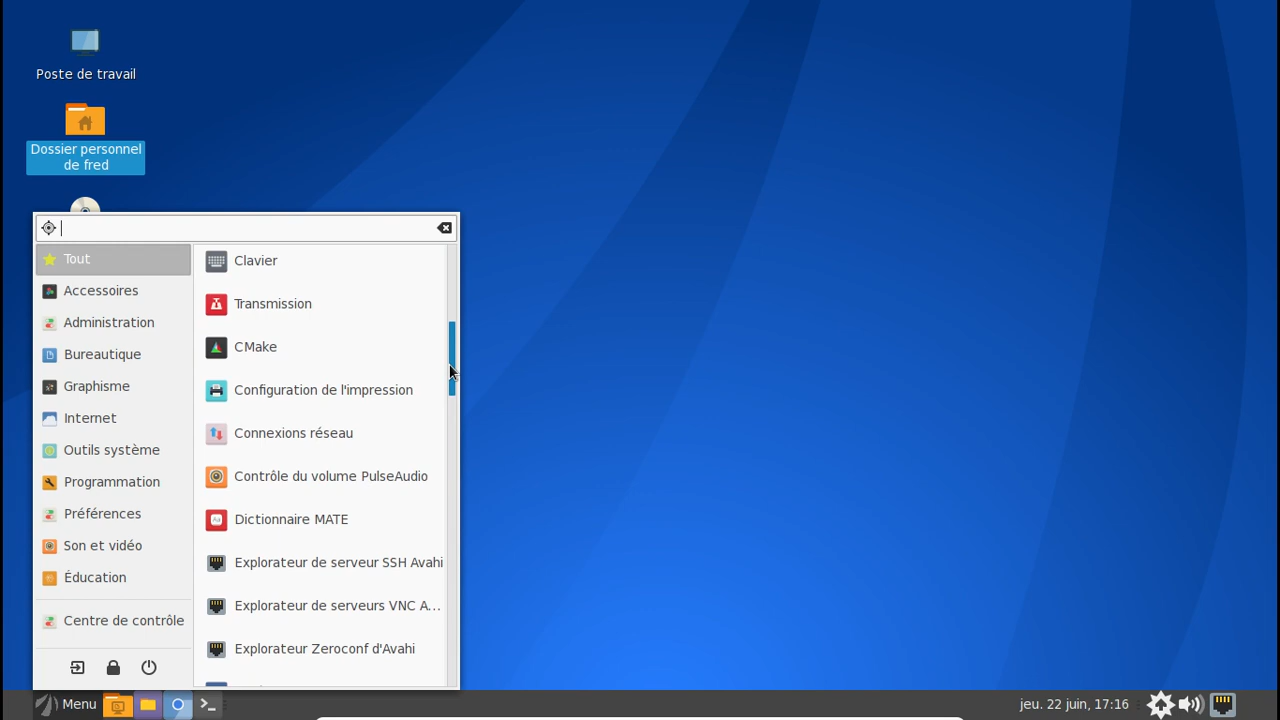 Poste de travail
Dossier personnel
de fred
Tout
Accessoires
Administration
Bureautique
Graphisme
Internet
Outils système
Programmation
Préférences
Son et vidéo
Éducation
Centre de contrôle
Clavier
Transmission
CMake
Configuration de l'impression
Connexions réseau
Contrôle du volume PulseAudio
Dictionnaire MATE
Explorateur de serveur SSH Avahi
Explorateur de serveurs VNC A...
Explorateur Zeroconf d'Avahi
Menu
jeu. 22 juin, 17:16